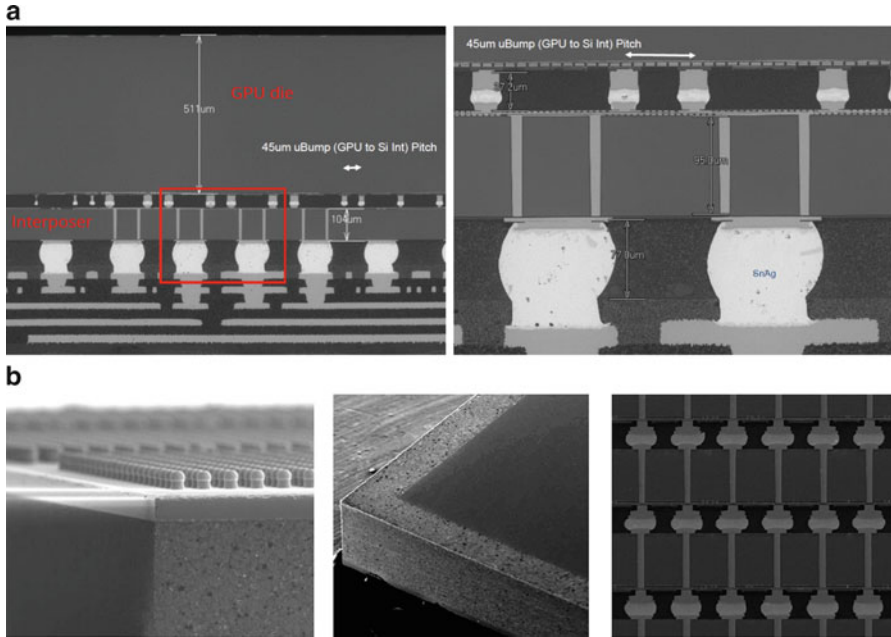 a
511um
GPU die
45um uBump (GPU to Si Int) Pitch
Interposer
104um
45um uBump (GPU to Si Int) Pitch
SnAg
b